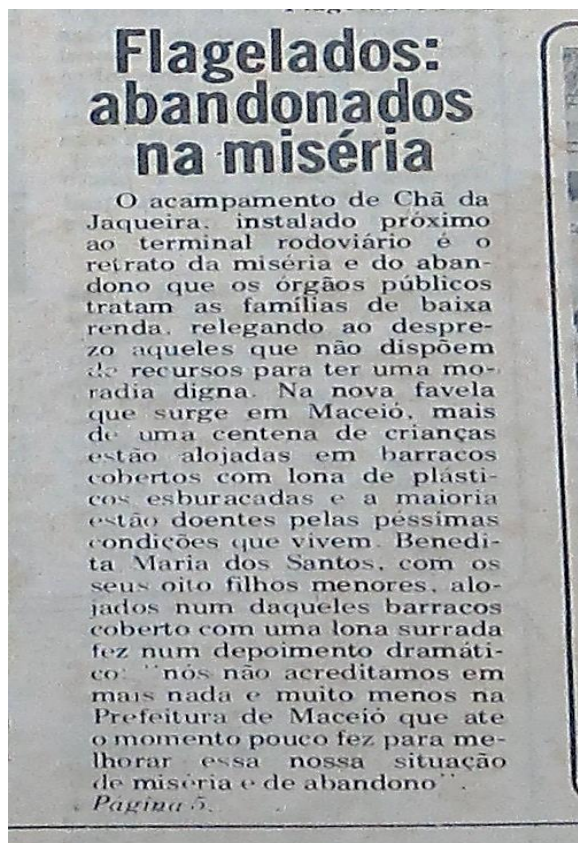 Flagelados:
abandonados
na miséria
O acampamento de Chã da
Jaqueira, instalado próximo
ao terminal rodoviário é o
retrato da miséria e do aban-
dono que os órgãos públicos
tratam as famílias de baixa
renda, relegando ao despre-
zo aqueles que não dispõem
de recursos para ter uma mo-
radia digna. Na nova favela
que surge em Maceió, mais
de uma centena de crianças
estão alojadas em barracos
cobertos com lona de plásti-
cos esburacadas e a maioria
estão doentes pelas péssimas
condições que vivem. Benedi-
ta Maria dos Santos, com os
seus oito filhos menores, alo-
jados num daqueles barracos
coberto com uma lona surrada
fez num depoimento dramáti-
co: "nós não acreditamos em
mais nada e muito menos na
Prefeitura de Maceió que ate
o momento pouco fez para me-
lhorar essa nossa situação
de miséria e de abandono".
Página 5.